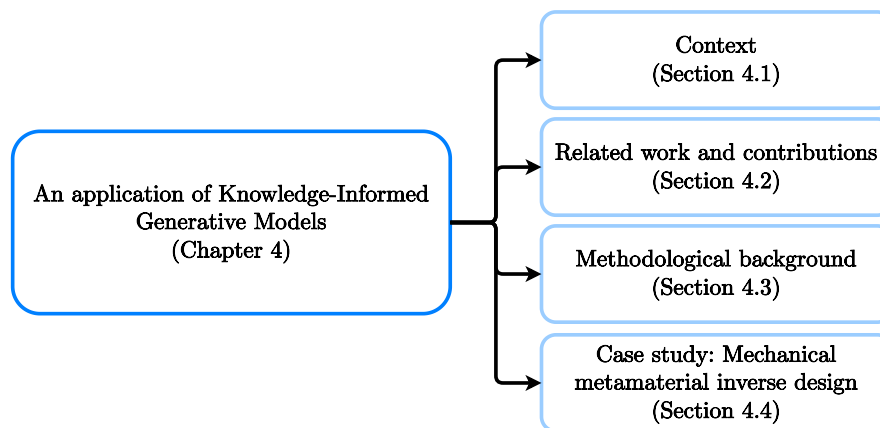 An application of Knowledge-Informed
Generative Models
(Chapter 4)
Context
(Section 4.1)
Related work and contributions
(Section 4.2)
Methodological background
(Section 4.3)
Case study: Mechanical
metamaterial inverse design
(Section 4.4)